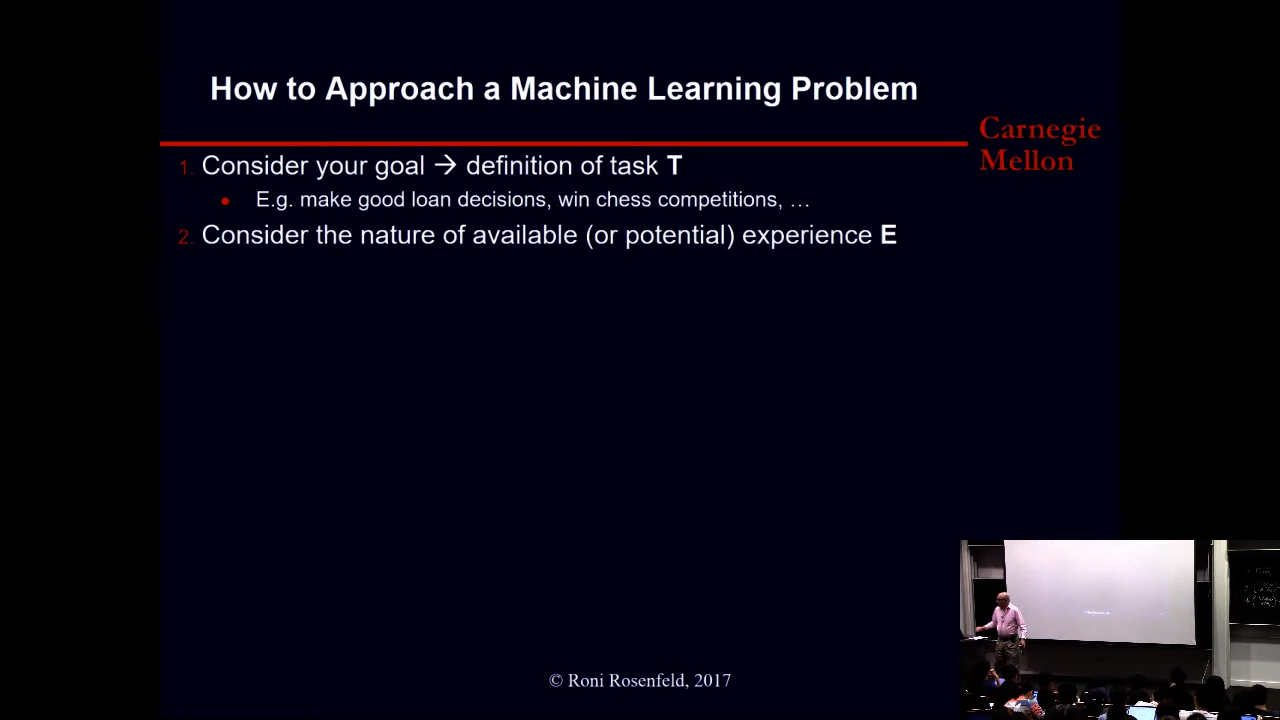 How to Approach a Machine Learning Problem
Carnegie
Mellon
1. Consider your goal → definition of task T
• E.g. make good loan decisions, win chess competitions, …
2. Consider the nature of available (or potential) experience E
© Roni Rosenfeld, 2017